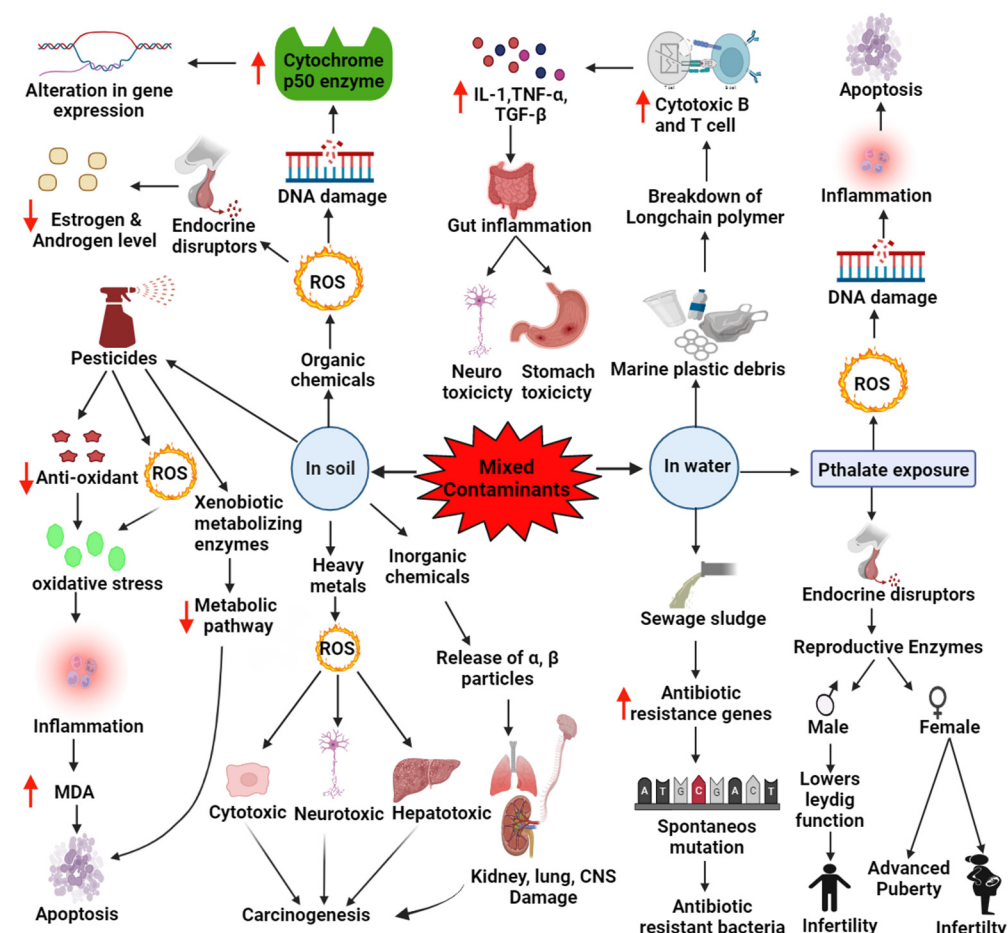 Alteration in gene
expression
Cytochrome
p50 enzyme
DNA damage
Estrogen &
Androgen level
Endocrine
disruptors
ROS
Organic
chemicals
Pesticides
Anti-oxidant
ROS
Xenobiotic
metabolizing
enzymes
oxidative stress
Metabolic
pathway
Inflammation
MDA
Apoptosis
In soil
Mixed
Contaminants
In water
Heavy
metals
ROS
Cytotoxic
Neurotoxic
Hepatotoxic
Carcinogenesis
Inorganic
chemicals
Release of α, β
particles
Kidney, lung, CNS
Damage
IL-1,TNF-α,
TGF-β
Gut inflammation
Neuro
toxicicty
Stomach
toxicicty
T cell
B cell
Cytotoxic B
and T cell
Breakdown of
Longchain polymer
Marine plastic debris
Sewage sludge
Antibiotic
resistance genes
A T G C G A C T
Spontaneos
mutation
Antibiotic
resistant bacteria
Apoptosis
Inflammation
DNA damage
ROS
Pthalate exposure
Endocrine disruptors
Reproductive Enzymes
Male
Female
Lowers
leydig
function
Infertility
Advanced
Puberty
Infertilty